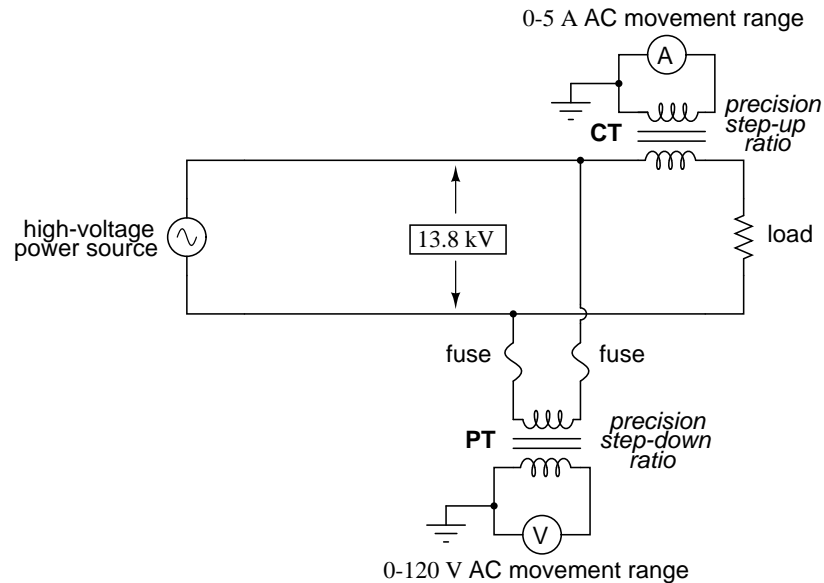 0-5 A AC movement range
A
precision
step-up
ratio
CT
high-voltage
power source
13.8 kV
load
fuse
fuse
PT
precision
step-down
ratio
V
0-120 V AC movement range